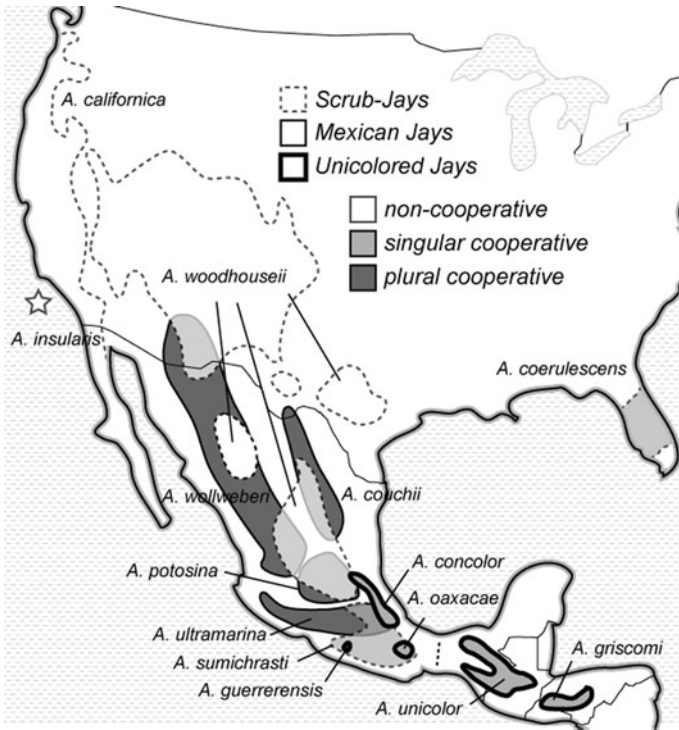 A. californica
Scrub-Jays
Mexican Jays
Unicolored Jays
non-cooperative
singular cooperative
plural cooperative
A. woodhouseii
A. insularis
A. coerulescens
A. wollweben
A. couchii
A. concolor
A. potosina
A. oaxacae
A. ultramarina
A. griscomi
A. sumichrasti
A. guerrerensis
A. unicolor